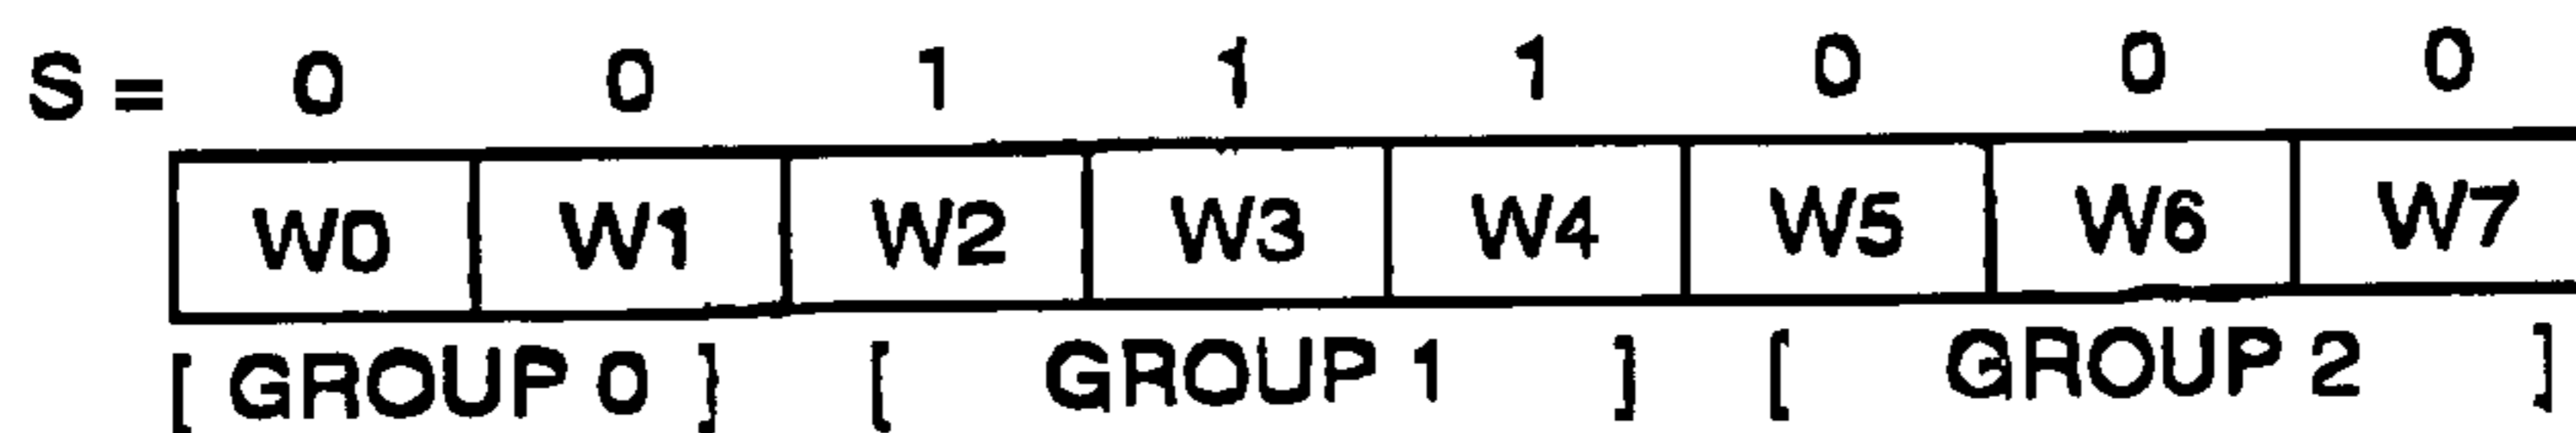 S = 0 0 1 1 1 0 0 0
W0 W1 W2 W3 W4 W5 W6 W7
[ GROUP 0 ] [ GROUP 1 ] [ GROUP 2 ]